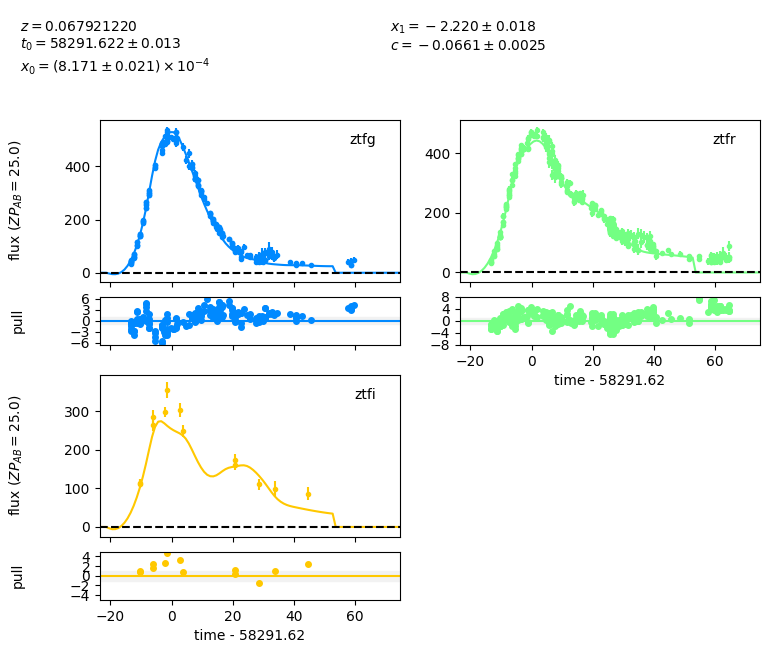 z = 0.067921220
t₀ = 58291.622 ± 0.013
x₀ = (8.171 ± 0.021) × 10⁻⁴
x₁ = −2.220 ± 0.018
c = −0.0661 ± 0.0025
flux (ZP_AB = 25.0)
400
200
0
ztfg
pull
6
3
0
−3
−6
400
200
0
ztfr
8
4
0
−4
−8
−20 0 20 40 60
time - 58291.62
flux (ZP_AB = 25.0)
300
200
100
0
ztfi
pull
4
2
0
−2
−4
−20 0 20 40 60
time - 58291.62